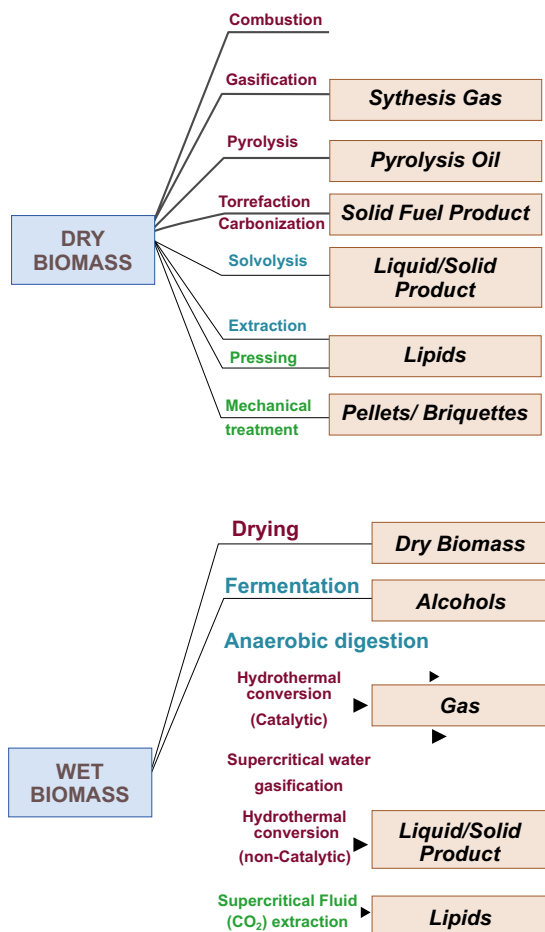 Combustion
Gasification
Sythesis Gas
Pyrolysis
Pyrolysis Oil
Torrefaction
Carbonization
Solid Fuel Product
DRY
BIOMASS
Solvolysis
Liquid/Solid
Product
Extraction
Pressing
Lipids
Mechanical
treatment
Pellets/ Briquettes
Drying
Dry Biomass
Fermentation
Alcohols
Anaerobic digestion
Hydrothermal
conversion
(Catalytic)
Gas
WET
BIOMASS
Supercritical water
gasification
Hydrothermal
conversion
(non-Catalytic)
Liquid/Solid
Product
Supercritical Fluid
(CO₂) extraction
Lipids